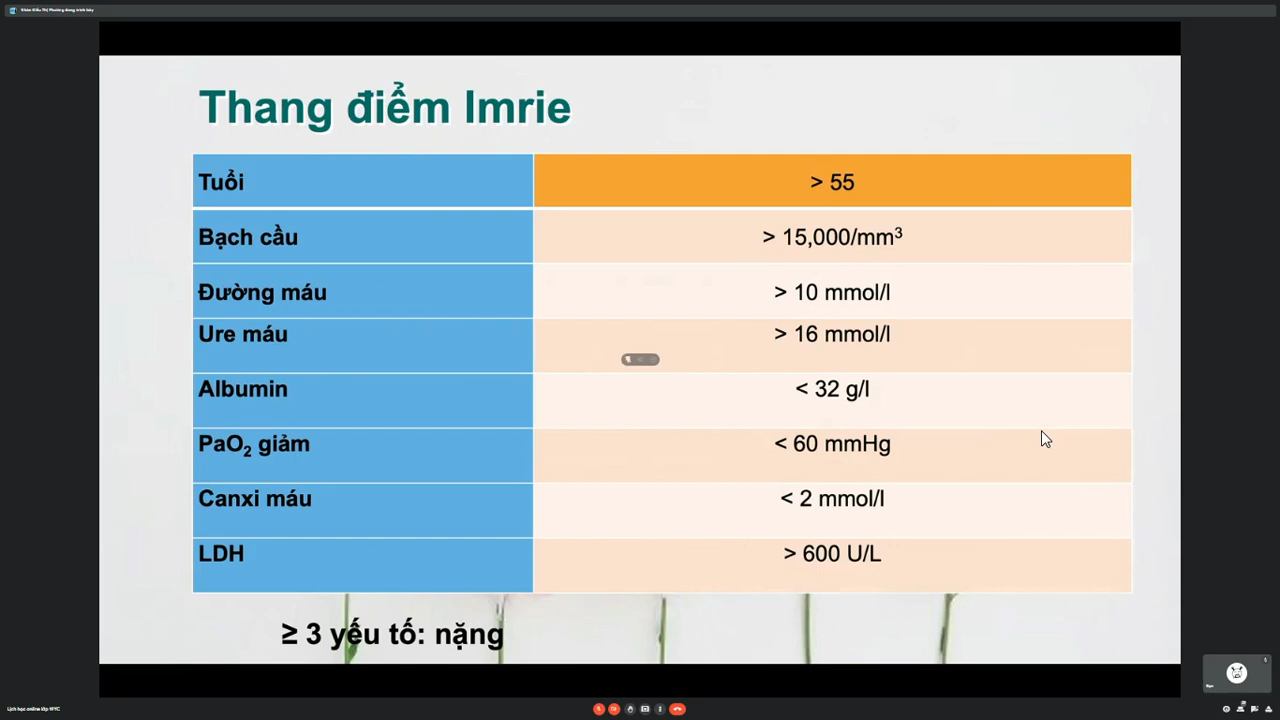 Thang điểm Imrie
Tuổi > 55
Bạch cầu > 15,000/mm³
Đường máu > 10 mmol/l
Ure máu > 16 mmol/l
Albumin < 32 g/l
PaO₂ giảm < 60 mmHg
Canxi máu < 2 mmol/l
LDH > 600 U/L
≥ 3 yếu tố: nặng